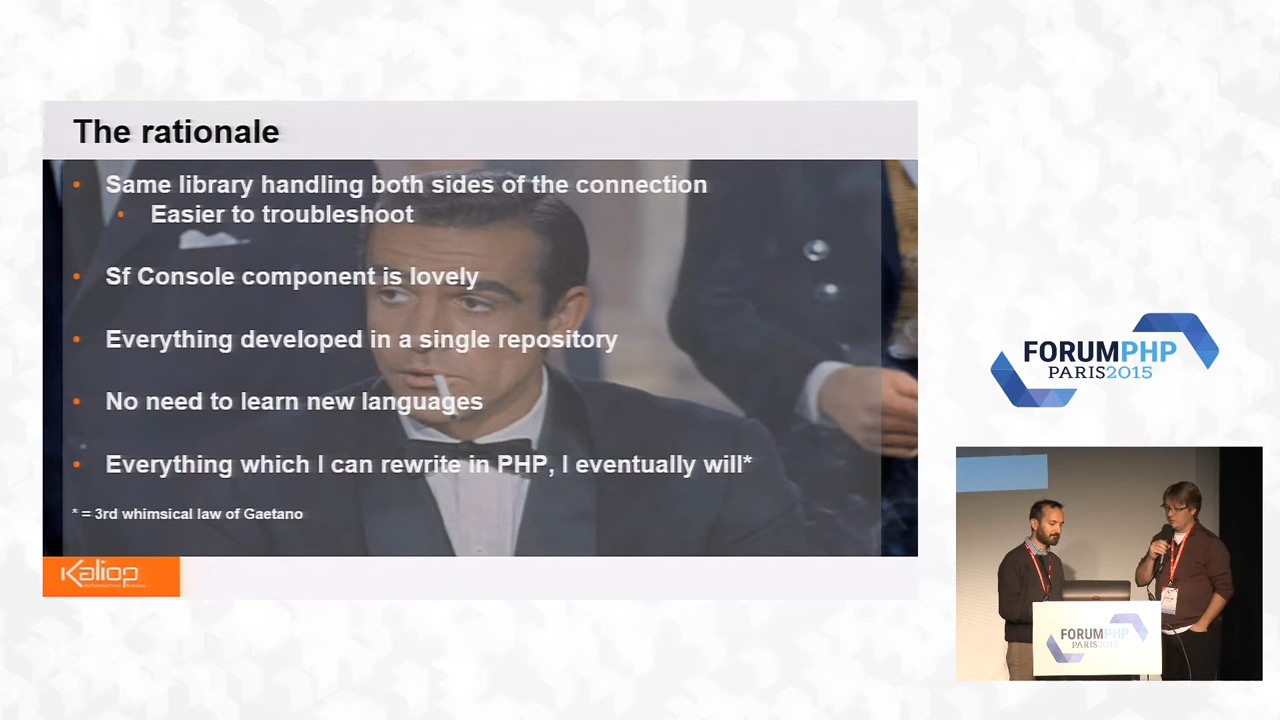 The rationale
• Same library handling both sides of the connection
• Easier to troubleshoot
• Sf Console component is lovely
• Everything developed in a single repository
• No need to learn new languages
• Everything which I can rewrite in PHP, I eventually will*
* = 3rd whimsical law of Gaetano
Kaliop
FORUMPHP
PARIS2015
FORUMPHP
PARIS2015